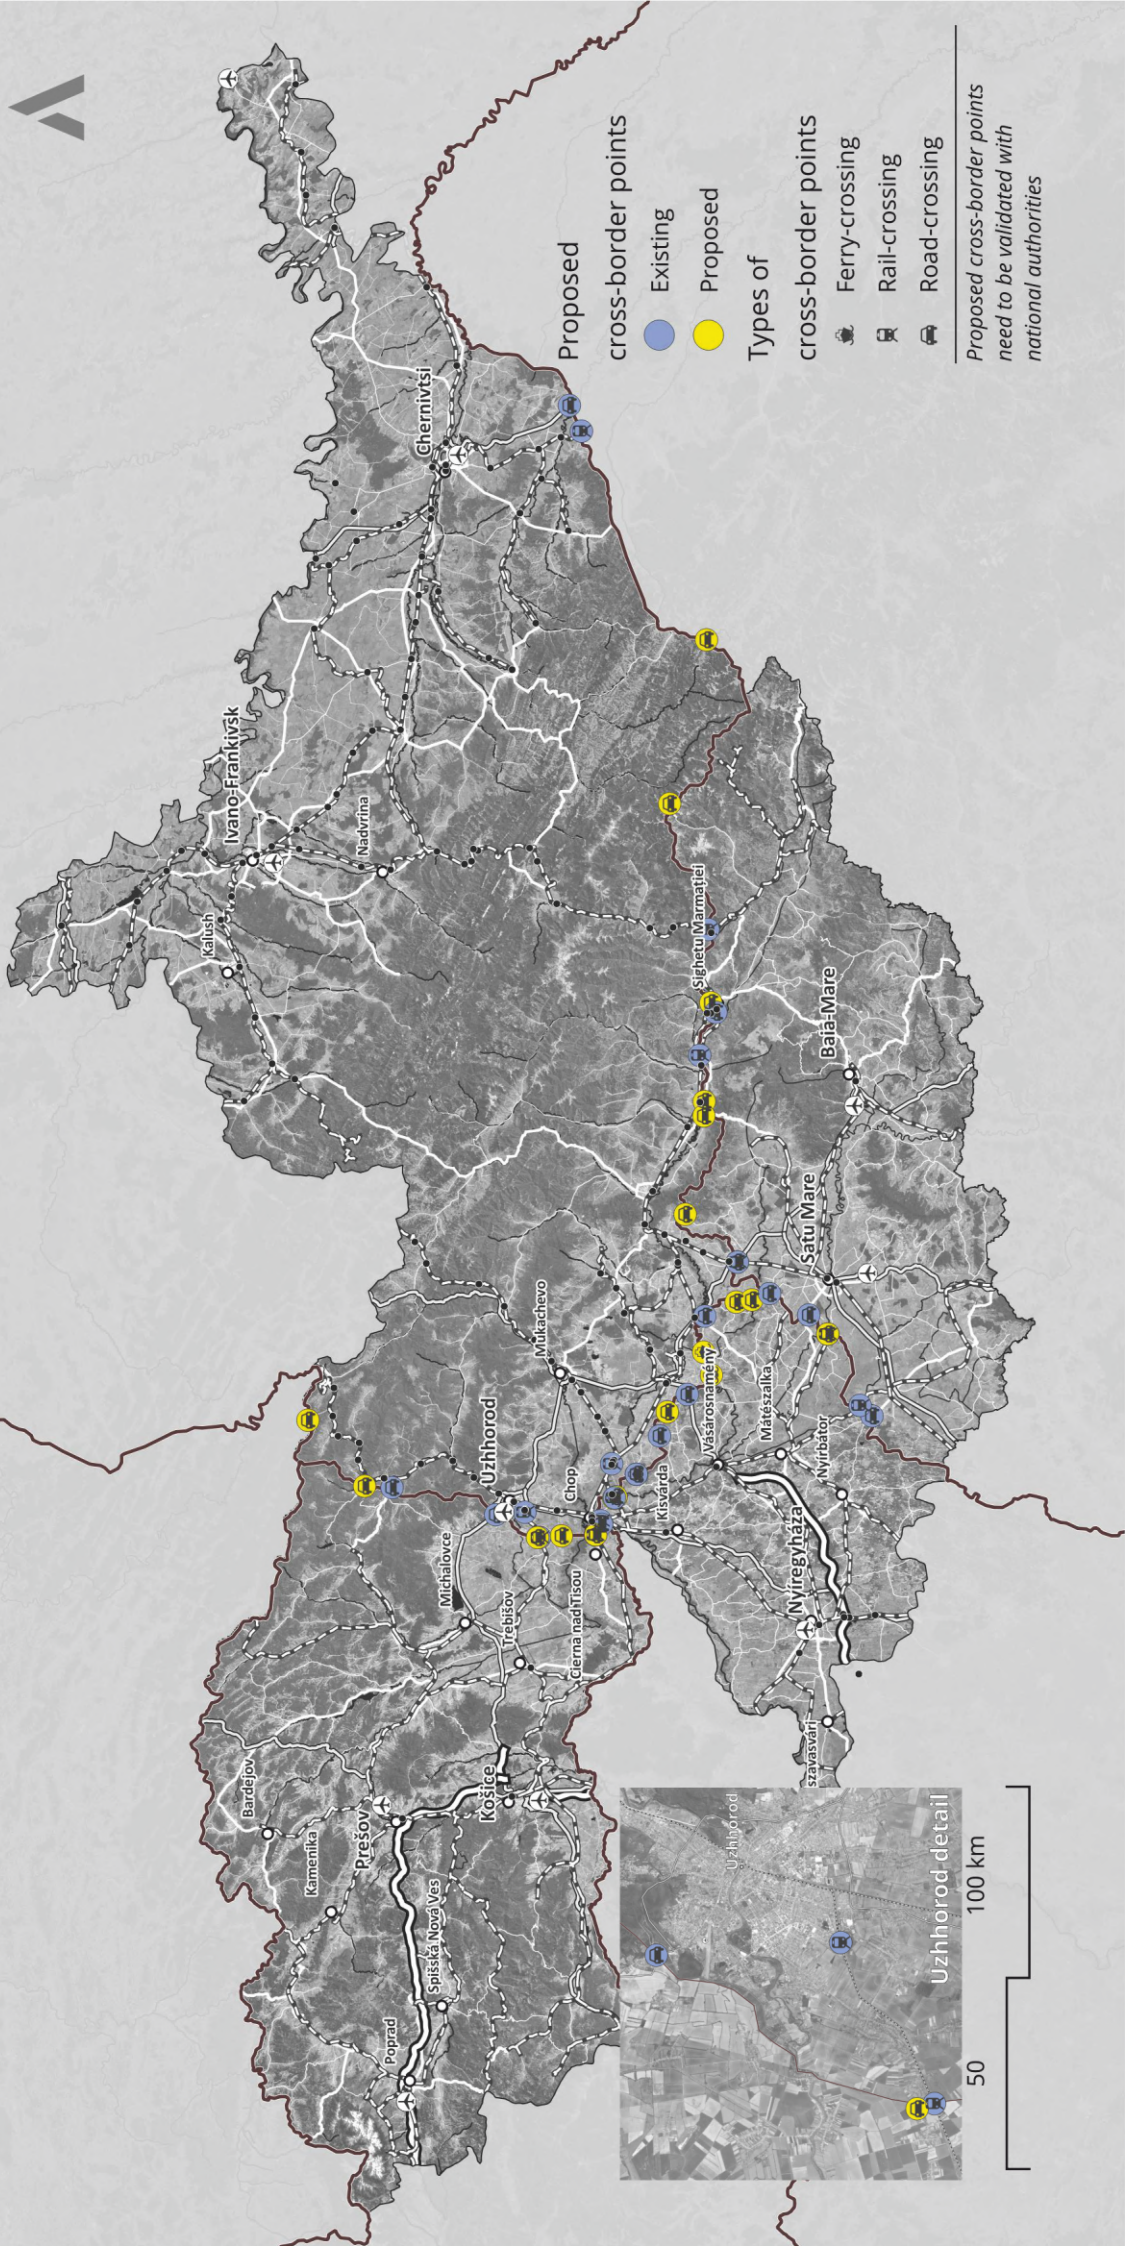 Proposed
cross-border points
Existing
Proposed
Types of
cross-border points
Ferry-crossing
Rail-crossing
Road-crossing
Proposed cross-border points
need to be validated with
national authorities
Chernivtsi
Ivano-Frankivsk
Kalush
Nadvrina
Sighetu Marmației
Baia-Mare
Satu Mare
Mukachevo
Uzhhorod
Chop
Vásárosnamény
Mátészalka
Nyírbátor
Kisvárda
Nyíregyháza
szavasvári
Michalovce
Trebišov
Cierna nad Tisou
Bardejov
Kamenika
Prešov
Košice
Spišská Nová Ves
Poprad
Uzhhorod
Uzhhorod detail
50
100 km